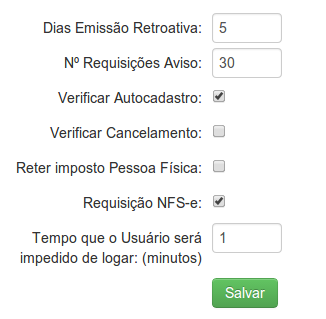 Dias Emissão Retroativa: 5
Nº Requisições Aviso: 30
Verificar Autocadastro:
Verificar Cancelamento:
Reter imposto Pessoa Física:
Requisição NFS-e:
Tempo que o Usuário será 1
impedido de logar: (minutos)
Salvar